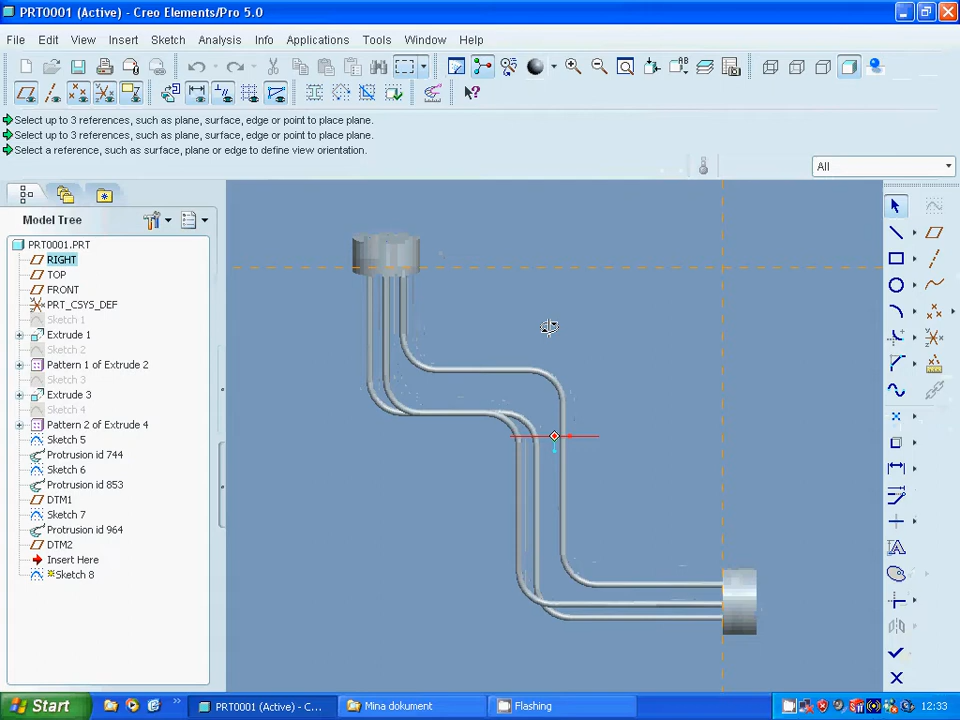 PRT0001 (Active) - Creo Elements/Pro 5.0
File Edit View Insert Sketch Analysis Info Applications Tools Window Help
Select up to 3 references, such as plane, surface, edge or point to place plane.
Select up to 3 references, such as plane, surface, edge or point to place plane.
Select a reference, such as surface, plane or edge to define view orientation.
All
Model Tree
PRT0001.PRT
RIGHT
TOP
FRONT
PRT_CSYS_DEF
Sketch 1
Extrude 1
Sketch 2
Pattern 1 of Extrude 2
Sketch 3
Extrude 3
Sketch 4
Pattern 2 of Extrude 4
Sketch 5
Protrusion id 744
Sketch 6
Protrusion id 853
DTM1
Sketch 7
Protrusion id 964
DTM2
Insert Here
Sketch 8
Start PRT0001 (Active) - C... Mina dokument Flashing 12:33